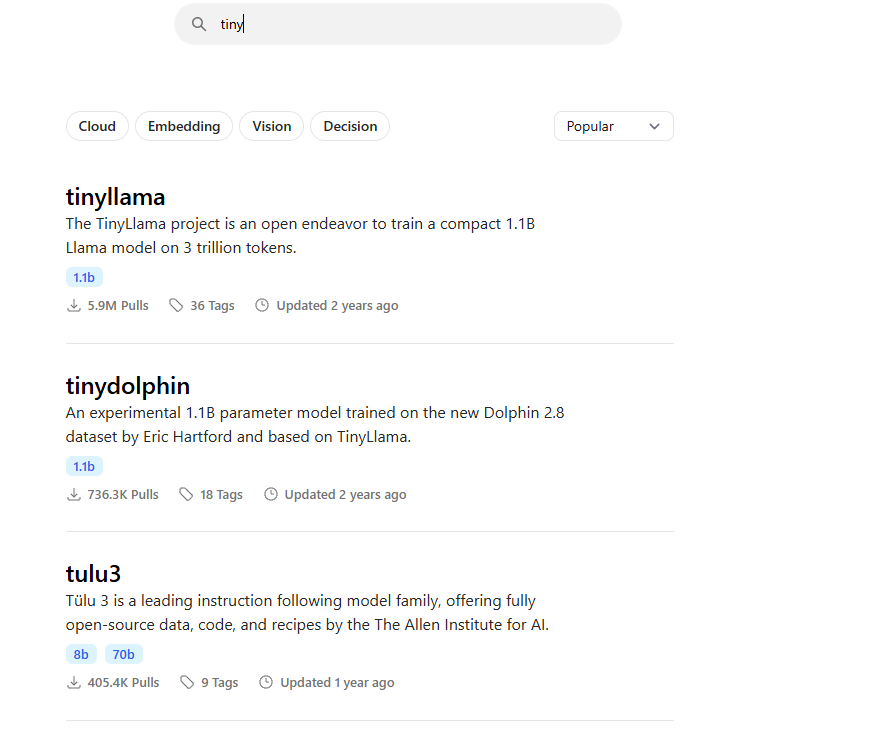 tiny
Cloud Embedding Vision Decision Popular
tinyllama
The TinyLlama project is an open endeavor to train a compact 1.1B
Llama model on 3 trillion tokens.
1.1b
5.9M Pulls 36 Tags Updated 2 years ago
tinydolphin
An experimental 1.1B parameter model trained on the new Dolphin 2.8
dataset by Eric Hartford and based on TinyLlama.
1.1b
736.3K Pulls 18 Tags Updated 2 years ago
tulu3
Tülu 3 is a leading instruction following model family, offering fully
open-source data, code, and recipes by the The Allen Institute for AI.
8b 70b
405.4K Pulls 9 Tags Updated 1 year ago